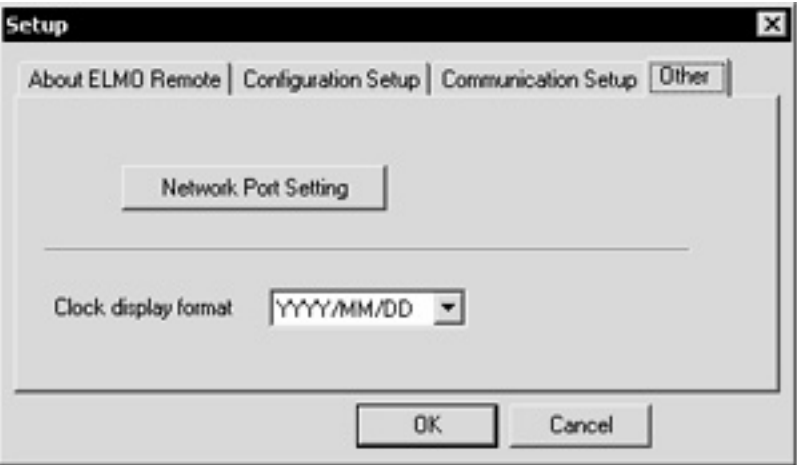 Setup
About ELMO Remote
Configuration Setup
Communication Setup
Other
Network Port Setting
Clock display format YYYY/MM/DD
OK
Cancel